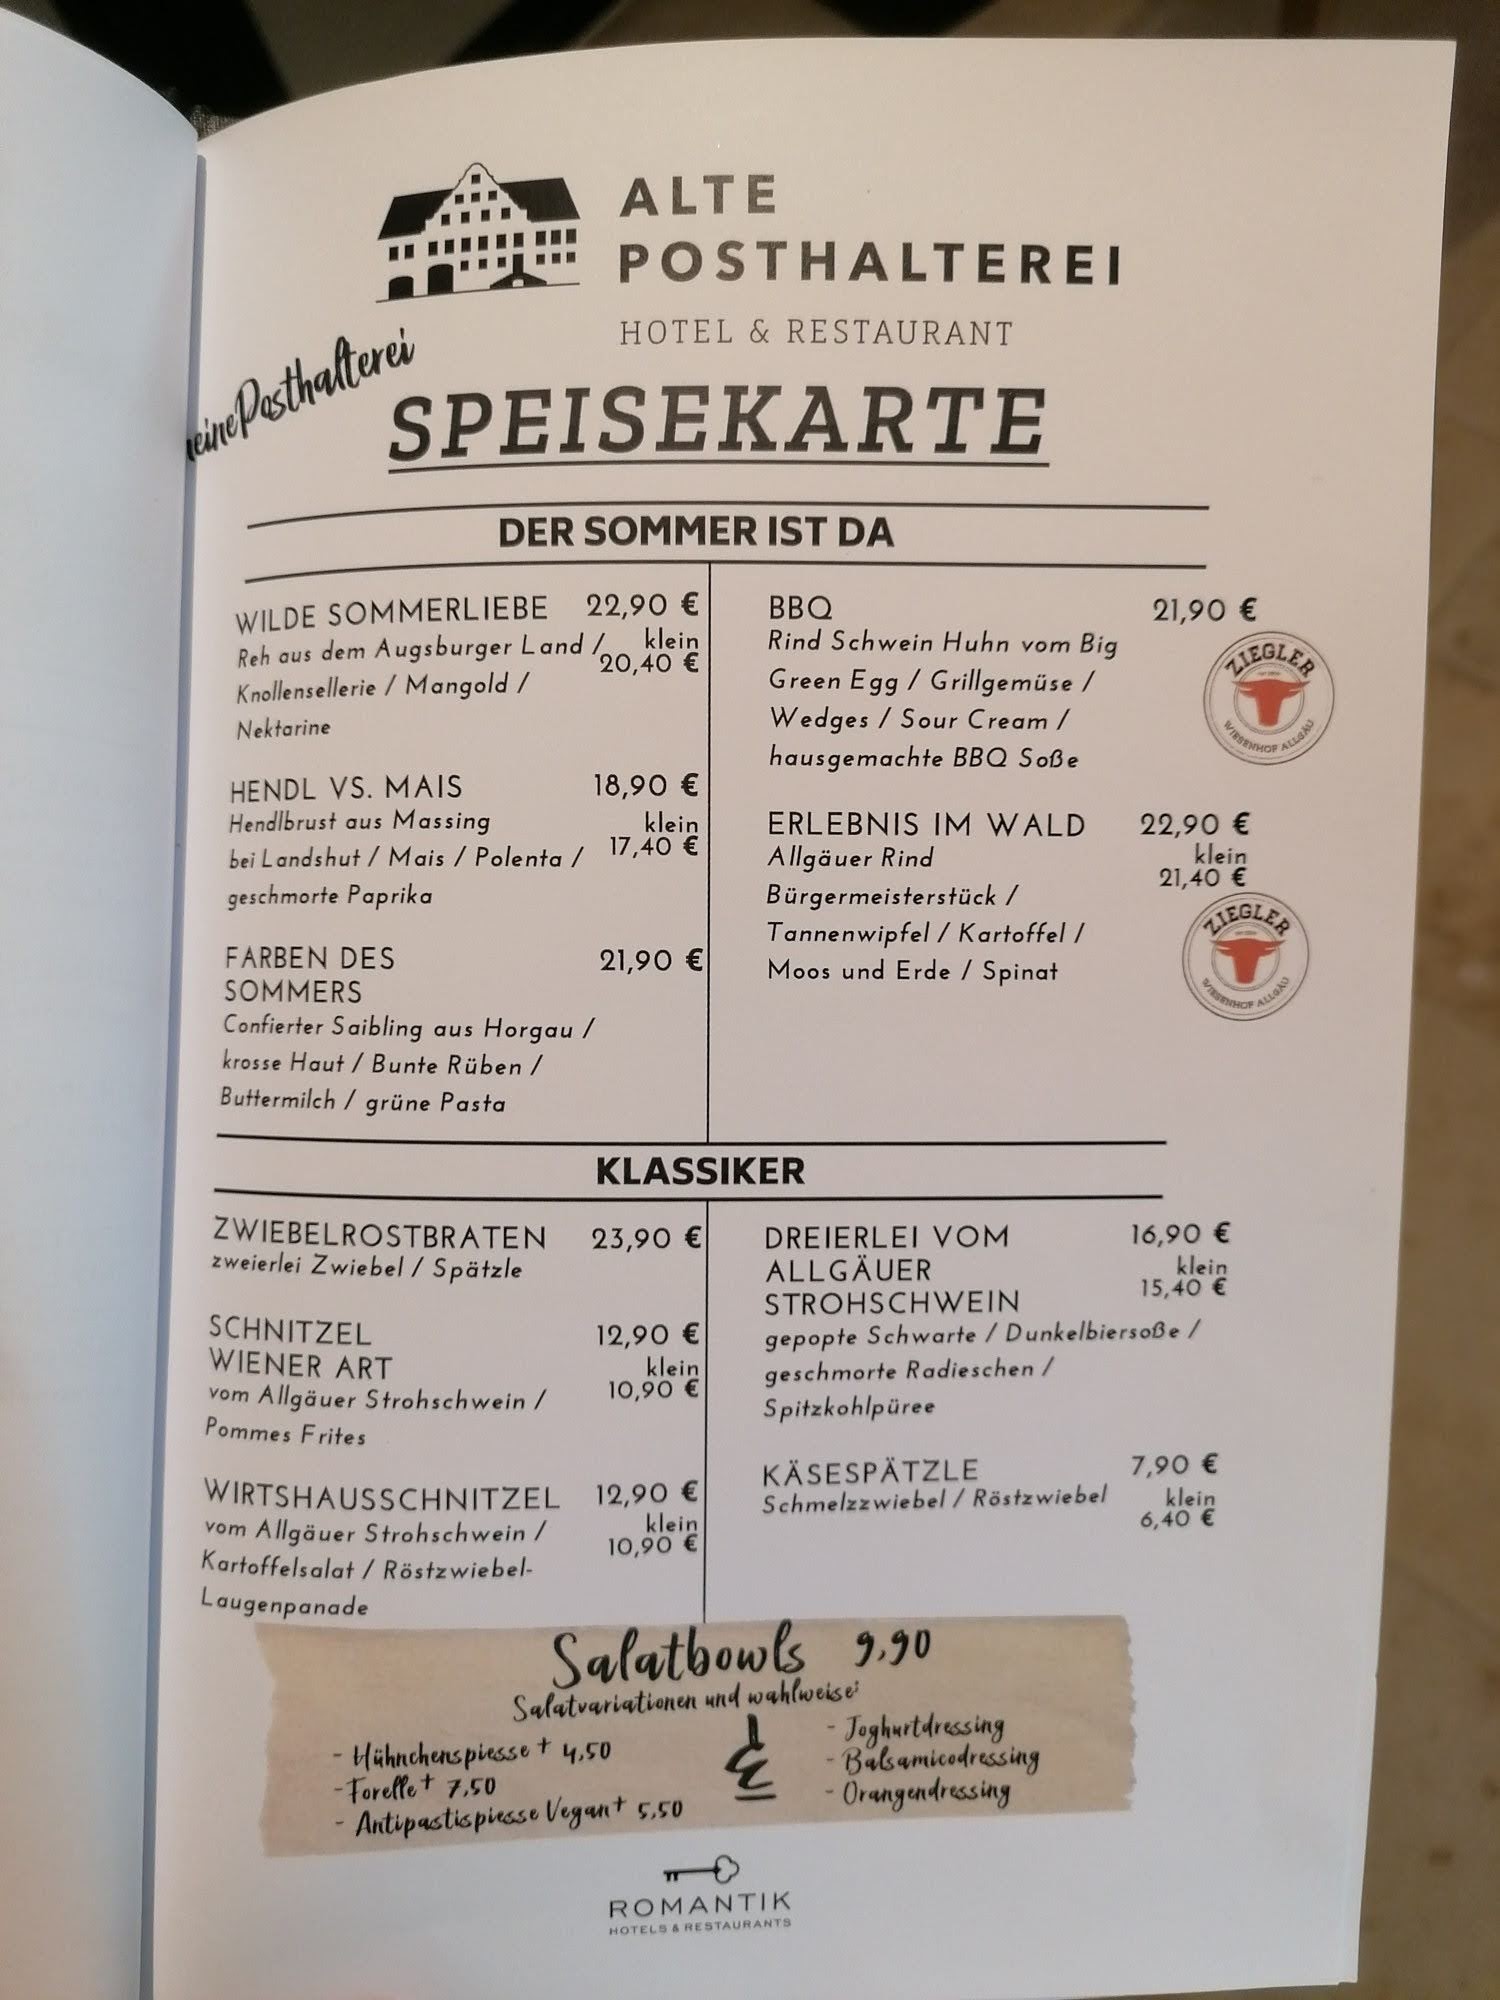 ALTE
POSTHALTEREI
HOTEL & RESTAURANT
einePosthalterei
SPEISEKARTE
DER SOMMER IST DA
WILDE SOMMERLIEBE 22,90 €
Reh aus dem Augsburger Land / klein
20,40 €
Knollensellerie / Mangold /
Nektarine
HENDL VS. MAIS 18,90 €
Hendlbrust aus Massing klein
bei Landshut / Mais / Polenta / 17,40 €
geschmorte Paprika
FARBEN DES 21,90 €
SOMMERS
Confierter Saibling aus Horgau /
krosse Haut / Bunte Rüben /
Buttermilch / grüne Pasta
BBQ 21,90 €
Rind Schwein Huhn vom Big
Green Egg / Grillgemüse /
Wedges / Sour Cream /
hausgemachte BBQ Soße
ZIEGLER
WIESENHOF ALLGÄU
ERLEBNIS IM WALD 22,90 €
Allgäuer Rind klein
21,40 €
Bürgermeisterstück /
Tannenwipfel / Kartoffel /
Moos und Erde / Spinat
ZIEGLER
WIESENHOF ALLGÄU
KLASSIKER
ZWIEBELROSTBRATEN 23,90 €
zweierlei Zwiebel / Spätzle
SCHNITZEL 12,90 €
WIENER ART klein
vom Allgäuer Strohschwein / 10,90 €
Pommes Frites
WIRTSHAUSSCHNITZEL 12,90 €
vom Allgäuer Strohschwein / klein
10,90 €
Kartoffelsalat / Röstzwiebel-
Laugenpanade
DREIERLEI VOM 16,90 €
ALLGÄUER klein
STROHSCHWEIN 15,40 €
gepopte Schwarte / Dunkelbiersoße /
geschmorte Radieschen /
Spitzkohlpüree
KÄSESPÄTZLE 7,90 €
Schmelzzwiebel / Röstzwiebel klein
6,40 €
Salatbowls 9,90
Salatvariationen und wahlweise:
- Hühnchenspiesse + 4,50
- Forelle + 7,50
- Antipastispiesse Vegan + 5,50
&
- Joghurtdressing
- Balsamicodressing
- Orangendressing
ROMANTIK
HOTELS & RESTAURANTS